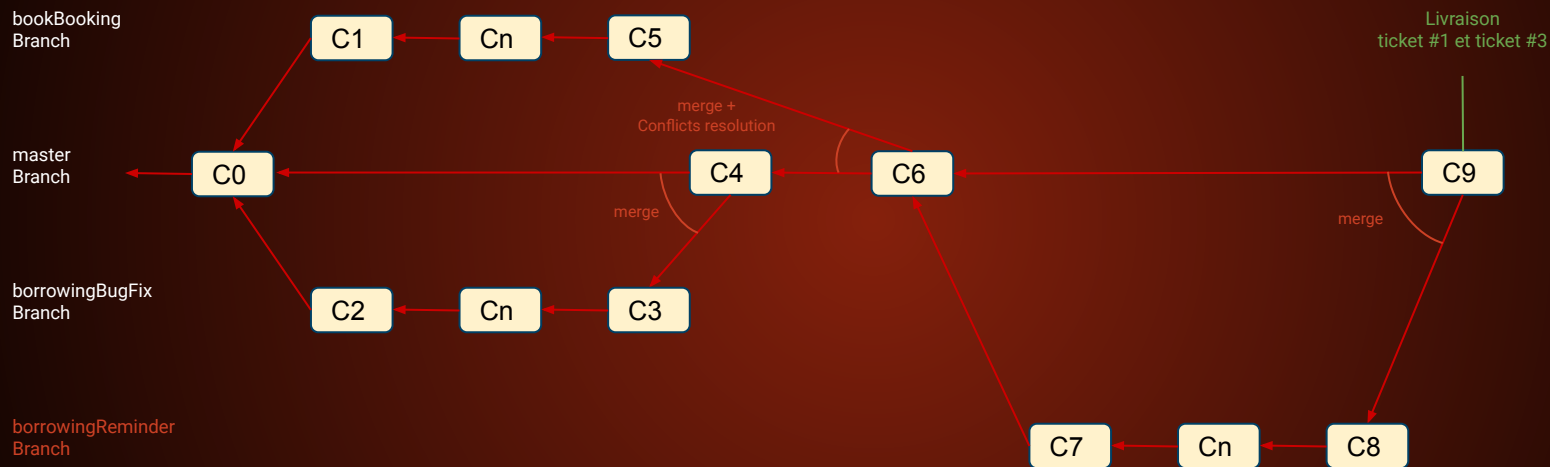 bookBooking
Branch
C1
Cn
C5
Livraison
ticket #1 et ticket #3
merge +
Conflicts resolution
master
Branch
C0
C4
C6
C9
merge
merge
borrowingBugFix
Branch
C2
Cn
C3
borrowingReminder
Branch
C7
Cn
C8